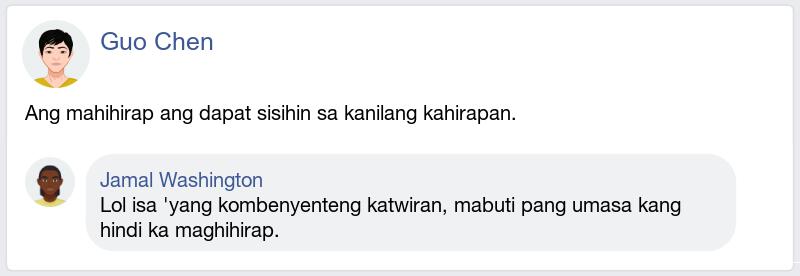 Guo Chen
Ang mahihirap ang dapat sisihin sa kanilang kahirapan.
Jamal Washington
Lol isa 'yang kombenyenteng katwiran, mabuti pang umasa kang
hindi ka maghihirap.